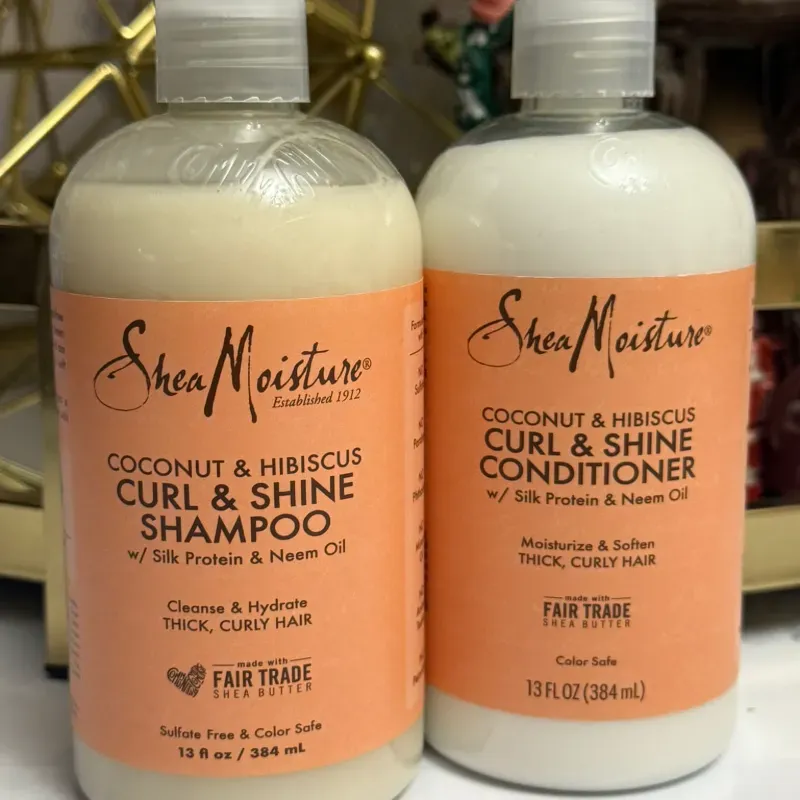 SheaMoisture®
Established 1912
COCONUT & HIBISCUS
CURL & SHINE
SHAMPOO
w/ Silk Protein & Neem Oil
Cleanse & Hydrate
THICK, CURLY HAIR
made with
FAIR TRADE
SHEA BUTTER
Sulfate Free & Color Safe
13 fl oz / 384 mL
SheaMoisture®
COCONUT & HIBISCUS
CURL & SHINE
CONDITIONER
w/ Silk Protein & Neem Oil
Moisturize & Soften
THICK, CURLY HAIR
made with
FAIR TRADE
SHEA BUTTER
Color Safe
13 FL OZ (384 mL)